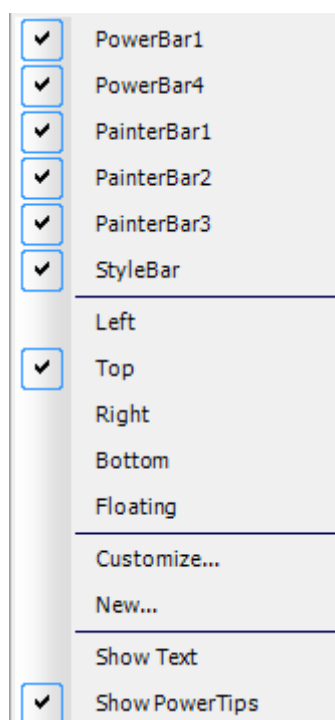 PowerBar1
PowerBar4
PainterBar1
PainterBar2
PainterBar3
StyleBar
Left
Top
Right
Bottom
Floating
Customize...
New...
Show Text
Show PowerTips